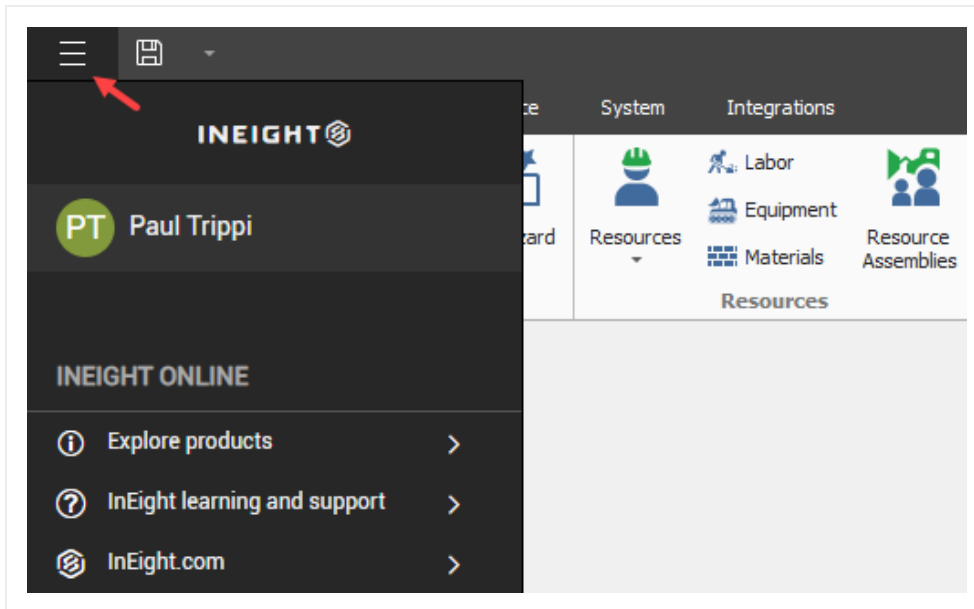 System
Integrations
INEIGHT
PT
Paul Trippi
Resources
Labor
Equipment
Materials
Resource
Assemblies
Resources
INEIGHT ONLINE
Explore products
InEight learning and support
InEight.com